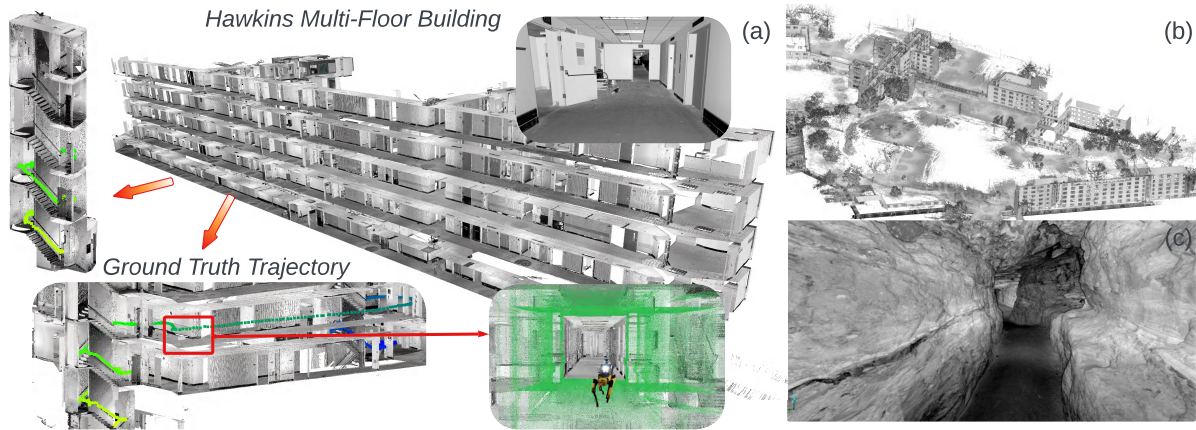 Hawkins Multi-Floor Building
(a)
(b)
Ground Truth Trajectory
(c)